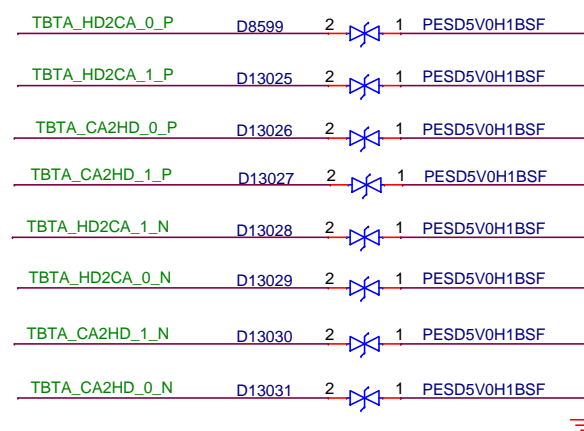 TBTA_HD2CA_0_P D8599 2 1 PESD5V0H1BSF
TBTA_HD2CA_1_P D13025 2 1 PESD5V0H1BSF
TBTA_CA2HD_0_P D13026 2 1 PESD5V0H1BSF
TBTA_CA2HD_1_P D13027 2 1 PESD5V0H1BSF
TBTA_HD2CA_1_N D13028 2 1 PESD5V0H1BSF
TBTA_HD2CA_0_N D13029 2 1 PESD5V0H1BSF
TBTA_CA2HD_1_N D13030 2 1 PESD5V0H1BSF
TBTA_CA2HD_0_N D13031 2 1 PESD5V0H1BSF